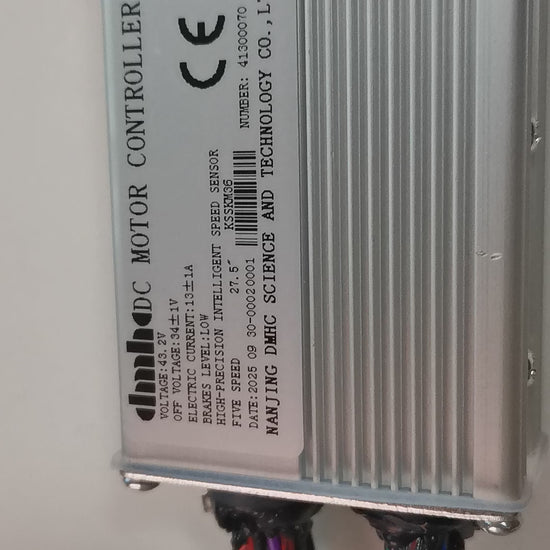 dmhc DC MOTOR CONTROLLER
VOLTAGE:43.2V
OFF VOLTAGE:34±1V
ELECTRIC CURRENT:13±1A
BRAKES LEVEL:LOW
HIGH-PRECISION INTELLIGENT SPEED SENSOR
FIVE SPEED 27.5″ KSSKM36
DATE:2025 09 30-00020001 NUMBER: 41300070
NANJING DMHC SCIENCE AND TECHNOLOGY CO.,LT
CE